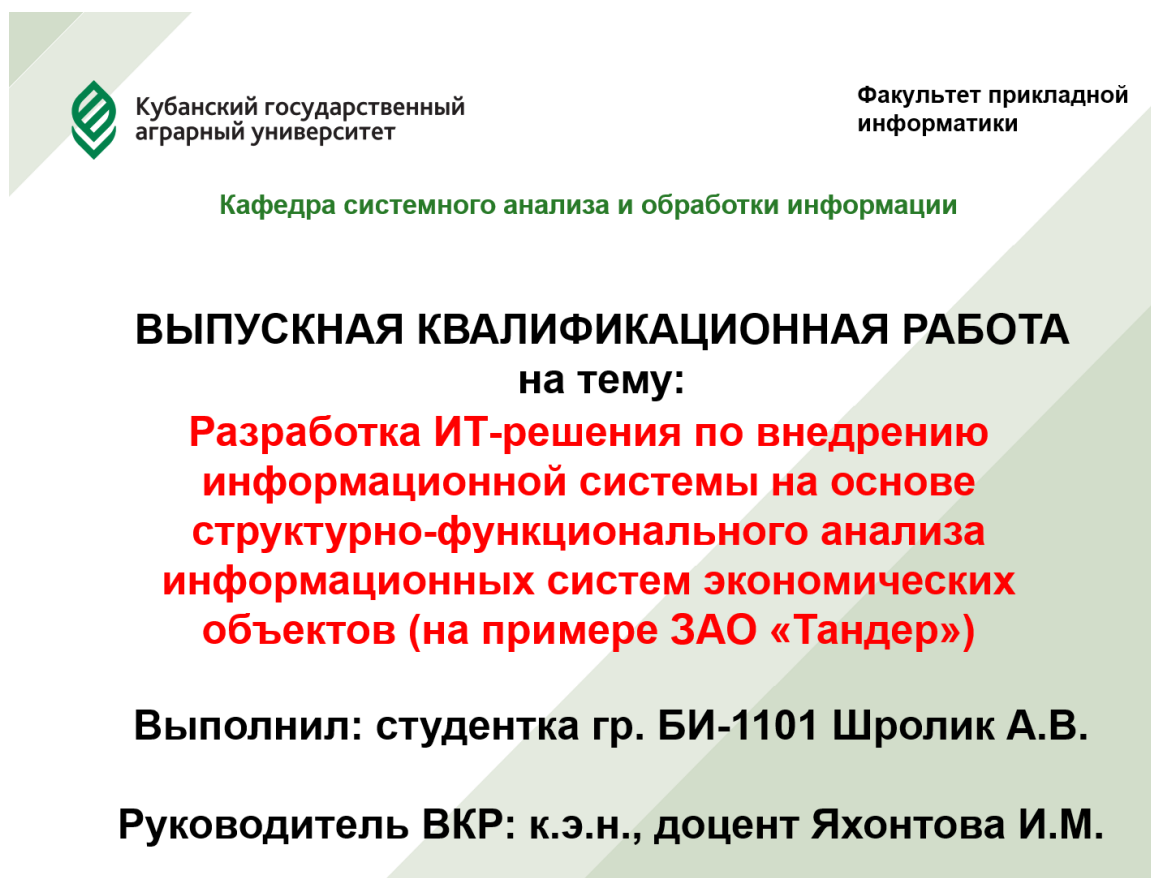 Кубанский государственный
аграрный университет
Факультет прикладной
информатики
Кафедра системного анализа и обработки информации
ВЫПУСКНАЯ КВАЛИФИКАЦИОННАЯ РАБОТА
на тему:
Разработка ИТ-решения по внедрению
информационной системы на основе
структурно-функционального анализа
информационных систем экономических
объектов (на примере ЗАО «Тандер»)
Выполнил: студентка гр. БИ-1101 Шролик А.В.
Руководитель ВКР: к.э.н., доцент Яхонтова И.М.